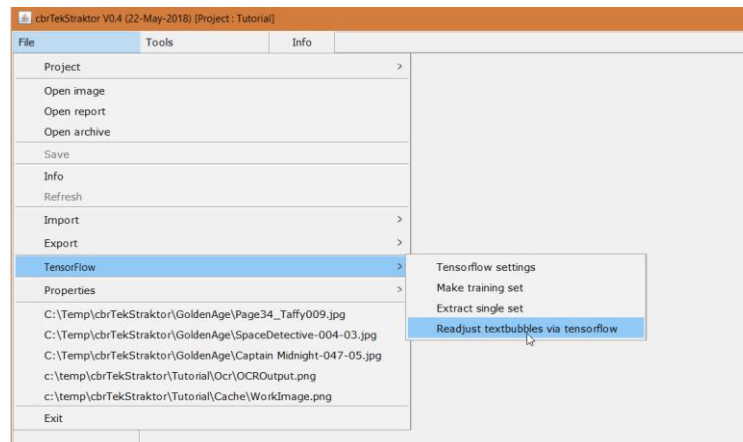 cbrTekStraktor V0.4 (22-May-2018) [Project : Tutorial]
File Tools Info
Project >
Open image
Open report
Open archive
Save
Info
Refresh
Import >
Export >
TensorFlow >
Tensorflow settings
Make training set
Extract single set
Readjust textbubbles via tensorflow
Properties >
C:\Temp\cbrTekStraktor\GoldenAge\Page34_Taffy009.jpg
C:\Temp\cbrTekStraktor\GoldenAge\SpaceDetective-004-03.jpg
C:\Temp\cbrTekStraktor\GoldenAge\Captain Midnight-047-05.jpg
c:\temp\cbrTekStraktor\Tutorial\Ocr\OCROutput.png
c:\temp\cbrTekStraktor\Tutorial\Cache\WorkImage.png
Exit